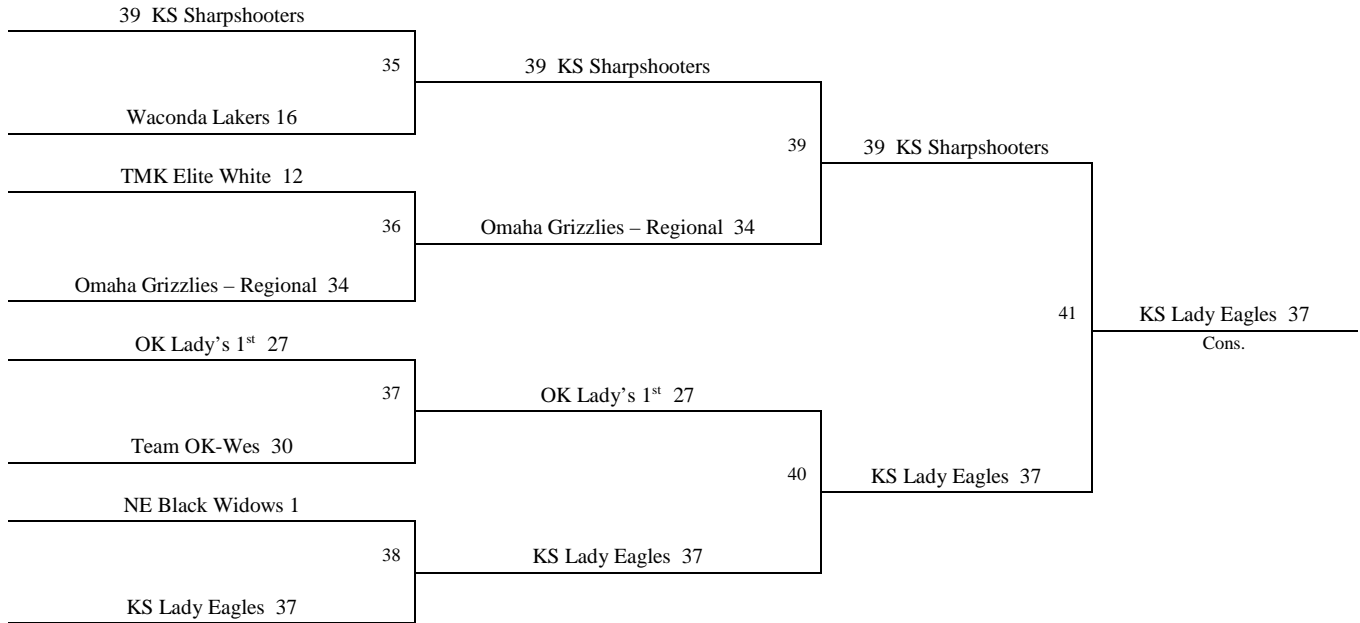 39 KS Sharpshooters
35
39 KS Sharpshooters
Waconda Lakers 16
39
39 KS Sharpshooters
TMK Elite White 12
36
Omaha Grizzlies – Regional 34
Omaha Grizzlies – Regional 34
41
KS Lady Eagles 37
Cons.
OK Lady's 1st 27
37
OK Lady's 1st 27
Team OK-Wes 30
40
KS Lady Eagles 37
NE Black Widows 1
38
KS Lady Eagles 37
KS Lady Eagles 37